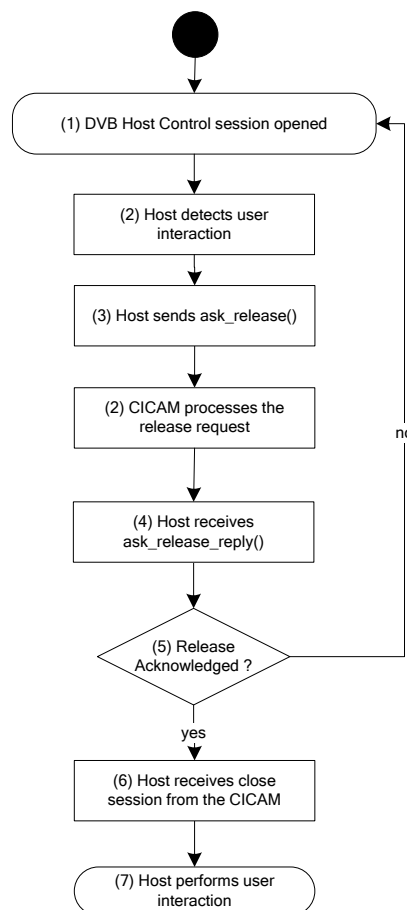 (1) DVB Host Control session opened
(2) Host detects user
interaction
(3) Host sends ask_release()
(2) CICAM processes the
release request
no
(4) Host receives
ask_release_reply()
(5) Release
Acknowledged ?
yes
(6) Host receives close
session from the CICAM
(7) Host performs user
interaction